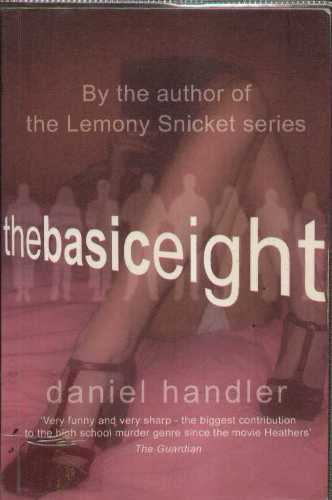 By the author of
the Lemony Snicket series
thebasiceight
daniel handler
'Very funny and very sharp - the biggest contribution
to the high school murder genre since the movie Heathers'
The Guardian